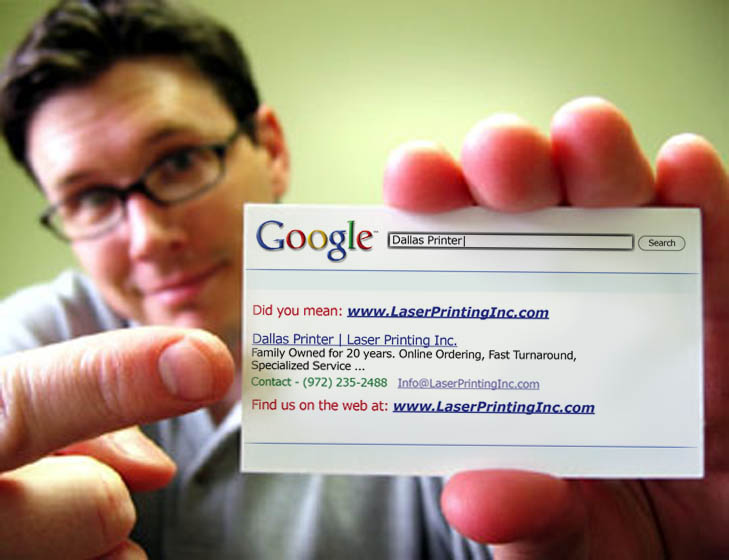 Google™ Dallas Printer Search
Did you mean: www.LaserPrintingInc.com
Dallas Printer | Laser Printing Inc.
Family Owned for 20 years. Online Ordering, Fast Turnaround,
Specialized Service ...
Contact - (972) 235-2488 Info@LaserPrintingInc.com
Find us on the web at: www.LaserPrintingInc.com